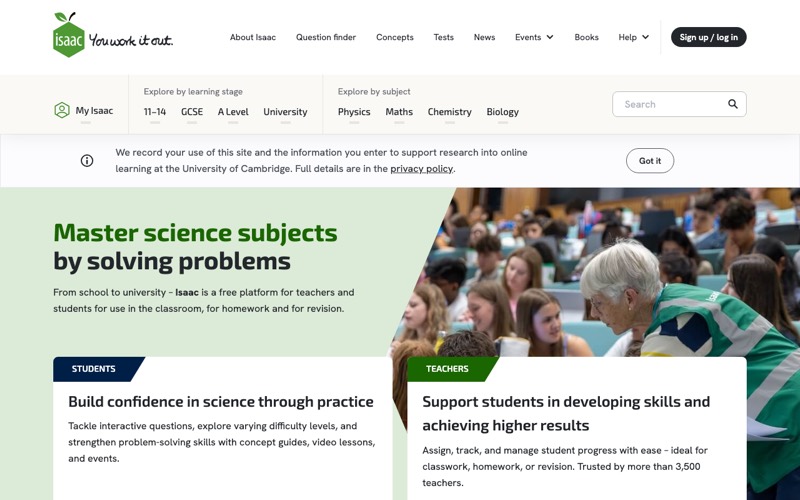 isaac You work it out.
About Isaac Question finder Concepts Tests News Events Books Help Sign up / log in
Explore by learning stage Explore by subject
My Isaac 11–14 GCSE A Level University Physics Maths Chemistry Biology Search
We record your use of this site and the information you enter to support research into online
learning at the University of Cambridge. Full details are in the privacy policy.
Got it
Master science subjects
by solving problems
From school to university – Isaac is a free platform for teachers and
students for use in the classroom, for homework and for revision.
STUDENTS
Build confidence in science through practice
Tackle interactive questions, explore varying difficulty levels, and
strengthen problem-solving skills with concept guides, video lessons,
and events.
TEACHERS
Support students in developing skills and
achieving higher results
Assign, track, and manage student progress with ease – ideal for
classwork, homework, or revision. Trusted by more than 3,500
teachers.